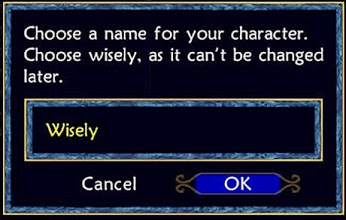 Choose a name for your character.
Choose wisely, as it can't be changed
later.
Wisely
Cancel OK